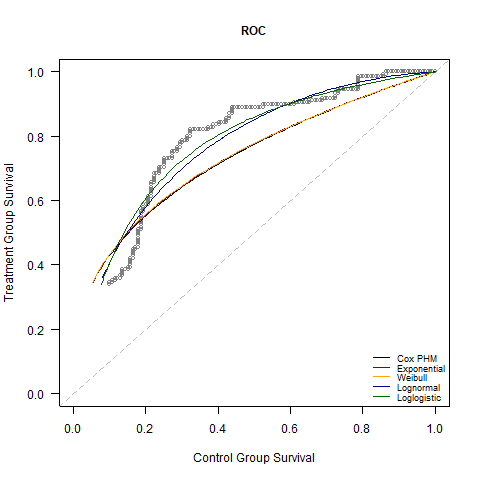 ROC
Treatment Group Survival
1.0
0.8
0.6
0.4
0.2
0.0
Cox PHM
Exponential
Weibull
Lognormal
Loglogistic
0.0 0.2 0.4 0.6 0.8 1.0
Control Group Survival